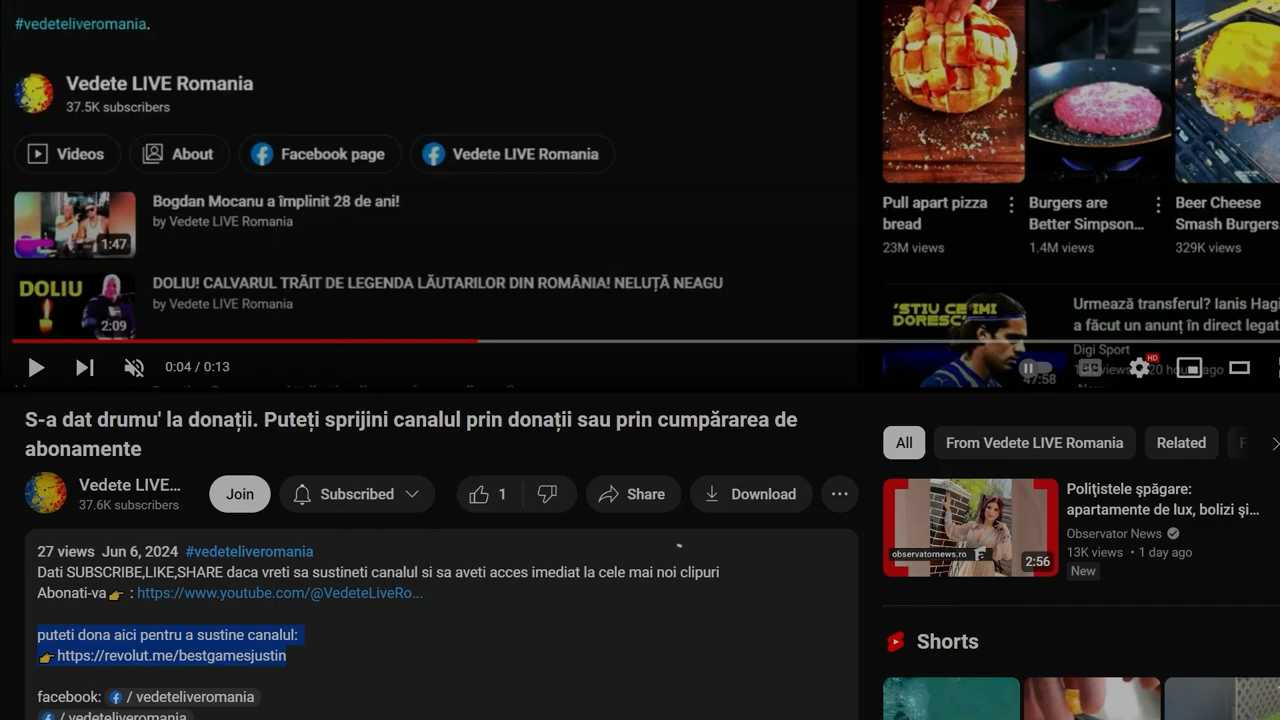 #vedeteliveromania.
Vedete LIVE Romania
37.5K subscribers
Videos
About
Facebook page
Vedete LIVE Romania
1:47
Bogdan Mocanu a împlinit 28 de ani!
by Vedete LIVE Romania
DOLIU
2:09
DOLIU! CALVARUL TRĂIT DE LEGENDA LĂUTARILOR DIN ROMÂNIA! NELUȚĂ NEAGU
by Vedete LIVE Romania
Pull apart pizza
bread
23M views
Burgers are
Better Simpson...
1.4M views
Beer Cheese
Smash Burgers
329K views
'ȘTIU CE ÎMI
DORESC'
47:58
Urmează transferul? Ianis Hagi
a făcut un anunț în direct legat
Digi Sport
0:04 / 0:13
HD
S-a dat drumu' la donații. Puteți sprijini canalul prin donații sau prin cumpărarea de
abonamente
Vedete LIVE...
37.6K subscribers
Join
Subscribed
1
Share
Download
27 views Jun 6, 2024 #vedeteliveromania
Dati SUBSCRIBE,LIKE,SHARE daca vreti sa sustineti canalul si sa aveti acces imediat la cele mai noi clipuri
Abonati-va👉 : https://www.youtube.com/@VedeteLiveRo...
puteti dona aici pentru a sustine canalul:
👉https://revolut.me/bestgamesjustin
facebook: / vedeteliveromania
/ vedeteliveromania
All
From Vedete LIVE Romania
Related
observatornews.ro
2:56
Polițistele şpăgare:
apartamente de lux, bolizi şi...
Observator News
13K views • 1 day ago
New
Shorts